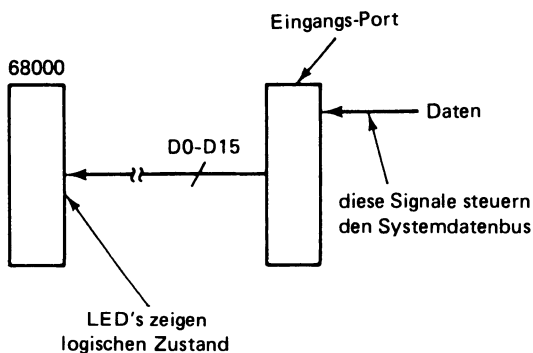 Eingangs-Port
68000
Daten
D0-D15
diese Signale steuern
den Systemdatenbus
LED's zeigen
logischen Zustand